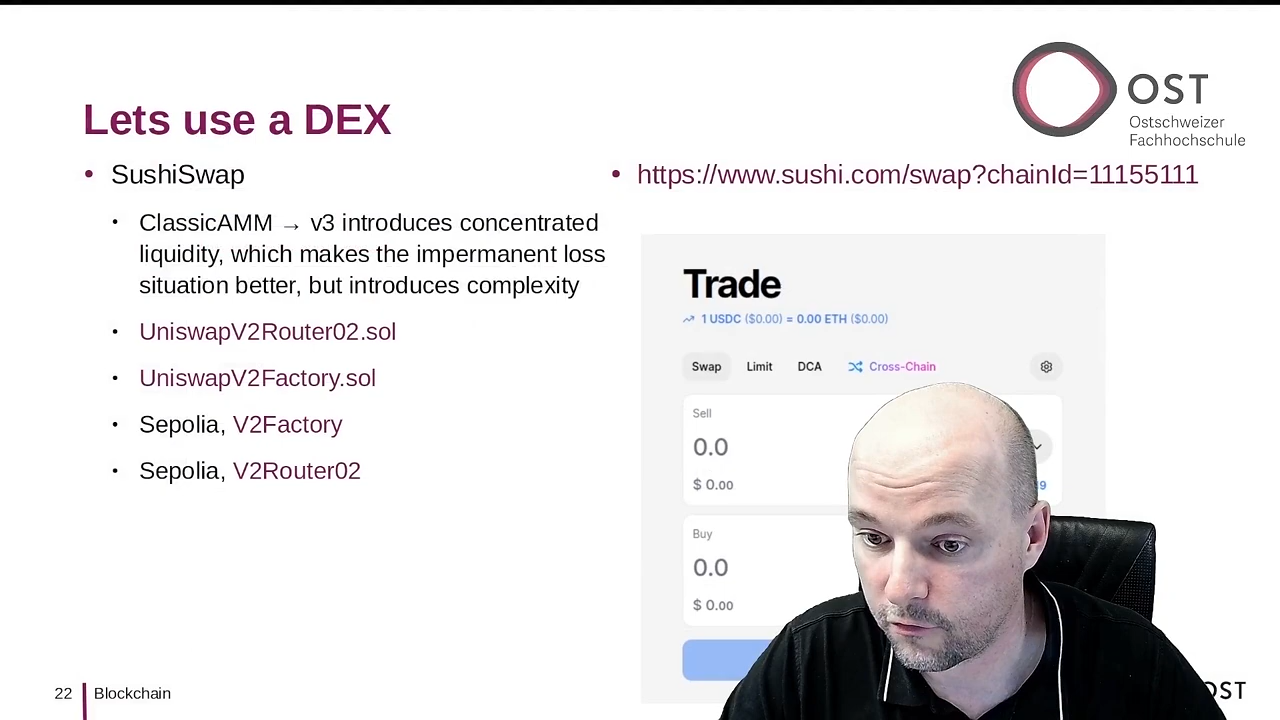 OST
Ostschweizer
Fachhochschule
Lets use a DEX
• SushiSwap
• ClassicAMM → v3 introduces concentrated
liquidity, which makes the impermanent loss
situation better, but introduces complexity
• UniswapV2Router02.sol
• UniswapV2Factory.sol
• Sepolia, V2Factory
• Sepolia, V2Router02
• https://www.sushi.com/swap?chainId=11155111
Trade
1 USDC ($0.00) = 0.00 ETH ($0.00)
Swap Limit DCA Cross-Chain
Sell
0.0
$ 0.00
Buy
0.0
$ 0.00
22 Blockchain
OST